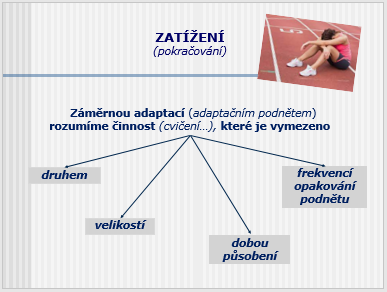 ZATÍŽENÍ
(pokračování)
Záměrnou adaptací (adaptačním podnětem)
rozumíme činnost (cvičení...), které je vymezeno
druhem
velikostí
dobou
působení
frekvencí
opakování
podnětu